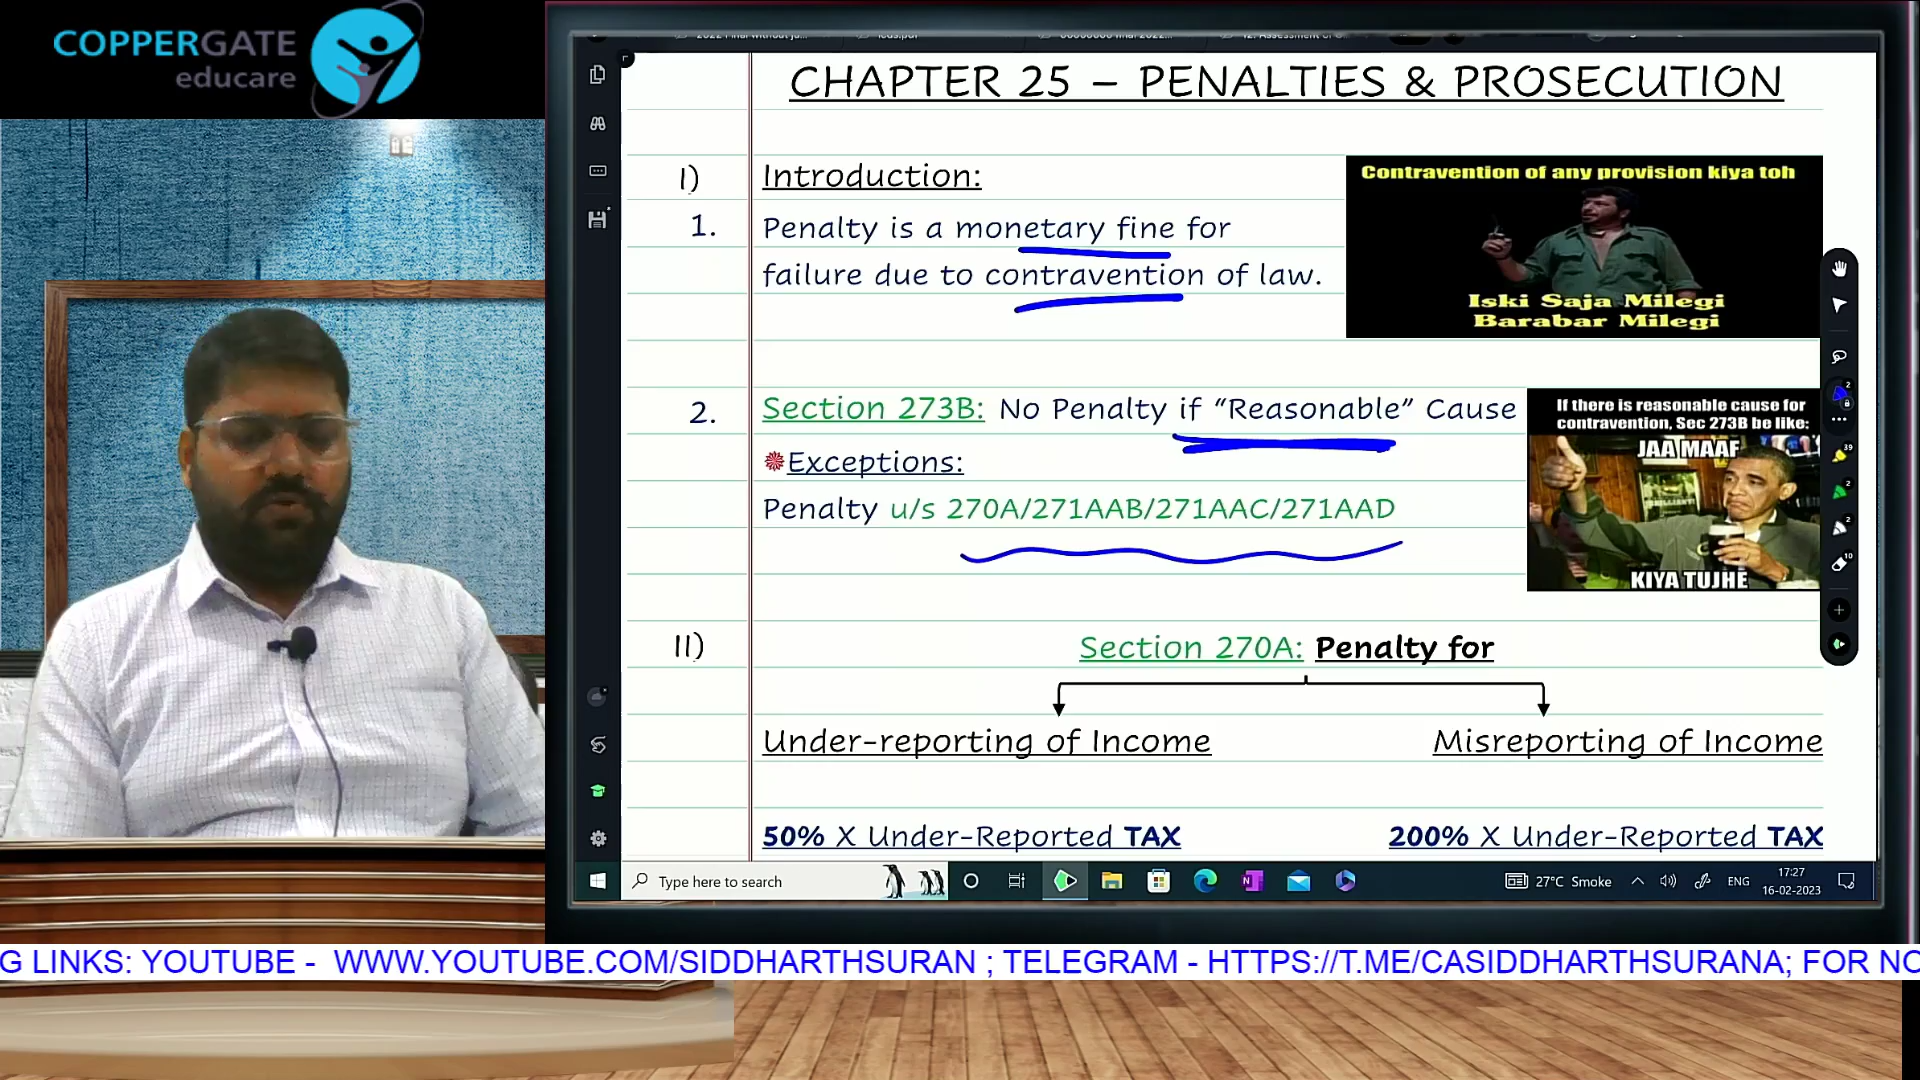 COPPERGATE
educare
CHAPTER 25 – PENALTIES & PROSECUTION
I) Introduction:
1. Penalty is a monetary fine for
failure due to contravention of law.
Contravention of any provision kiya toh
Iski Saja Milegi
Barabar Milegi
2. Section 273B: No Penalty if “Reasonable” Cause
Exceptions:
Penalty u/s 270A/271AAB/271AAC/271AAD
If there is reasonable cause for
contravention, Sec 273B be like:
JAA MAAF
KIYA TUJHE
II) Section 270A: Penalty for
Under-reporting of Income Misreporting of Income
50% X Under-Reported TAX 200% X Under-Reported TAX
Type here to search
27°C Smoke
ENG
17:27
16-02-2023
G LINKS: YOUTUBE - WWW.YOUTUBE.COM/SIDDHARTHSURAN ; TELEGRAM - HTTPS://T.ME/CASIDDHARTHSURANA; FOR NO